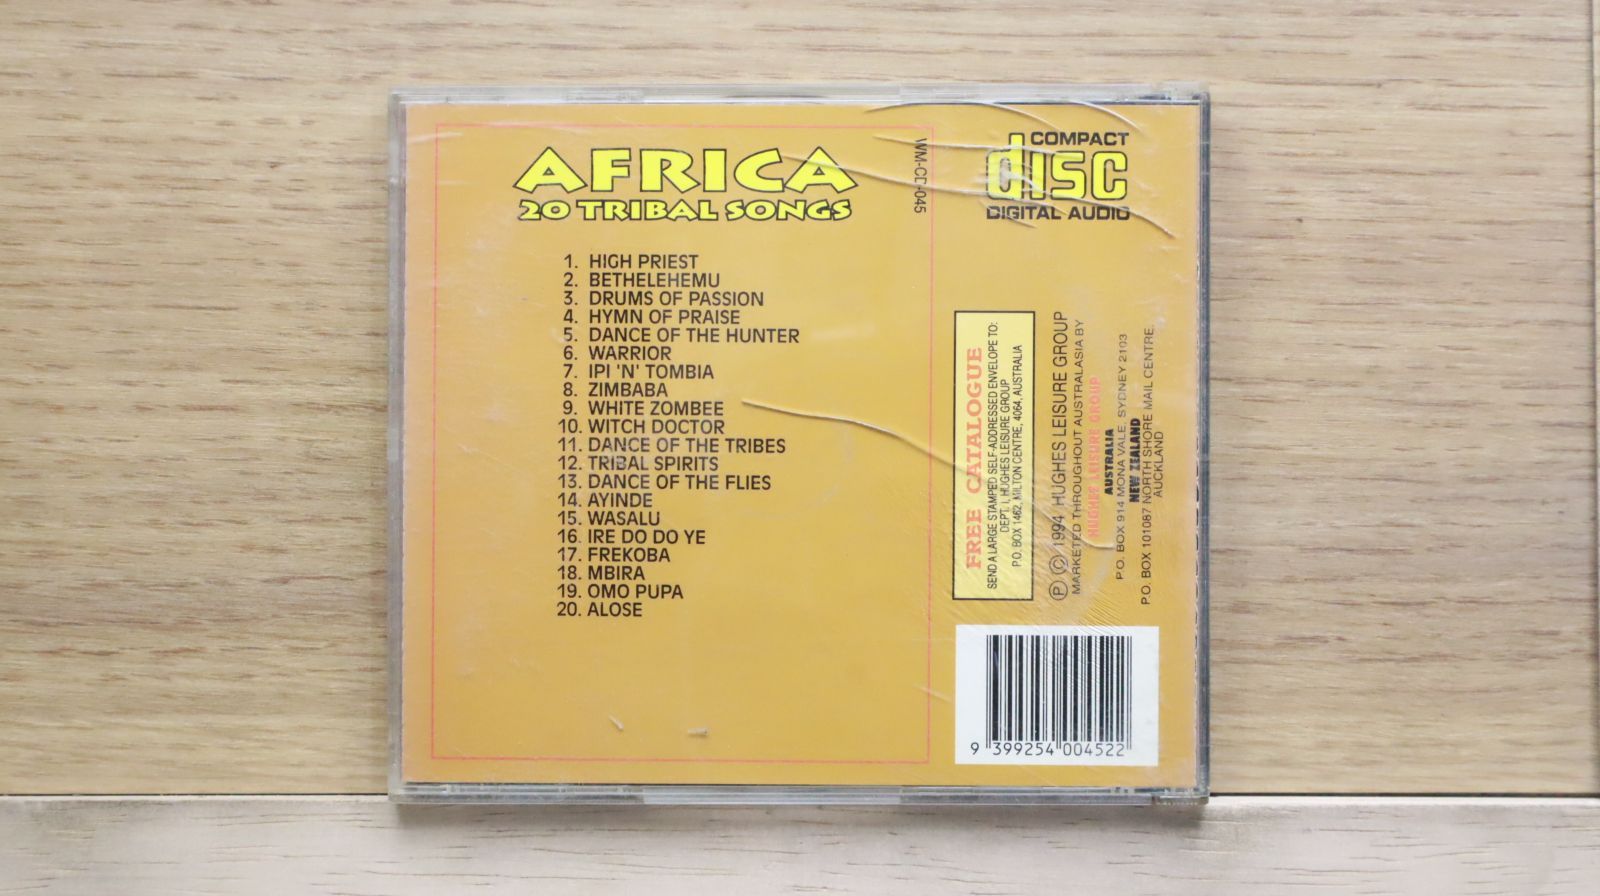 AFRICA
20 TRIBAL SONGS
1. HIGH PRIEST
2. BETHELEHEMU
3. DRUMS OF PASSION
4. HYMN OF PRAISE
5. DANCE OF THE HUNTER
6. WARRIOR
7. IPI 'N' TOMBIA
8. ZIMBABA
9. WHITE ZOMBEE
10. WITCH DOCTOR
11. DANCE OF THE TRIBES
12. TRIBAL SPIRITS
13. DANCE OF THE FLIES
14. AYINDE
15. WASALU
16. IRE DO DO YE
17. FREKOBA
18. MBIRA
19. OMO PUPA
20. ALOSE
WM-CD-045
COMPACT
disc
DIGITAL AUDIO
FREE CATALOGUE
SEND A LARGE STAMPED SELF-ADDRESSED ENVELOPE TO:
DEPT. I, HUGHES LEISURE GROUP
P.O. BOX 1462, MILTON CENTRE, 4064, AUSTRALIA
Ⓟ © 1994 HUGHES LEISURE GROUP
MARKETED THROUGHOUT AUSTRALASIA BY
HUGHES LEISURE GROUP
AUSTRALIA
P.O. BOX 914 MONA VALE, SYDNEY 2103
NEW ZEALAND
P.O. BOX 101087 NORTH SHORE MAIL CENTRE,
AUCKLAND
9 399254 004522